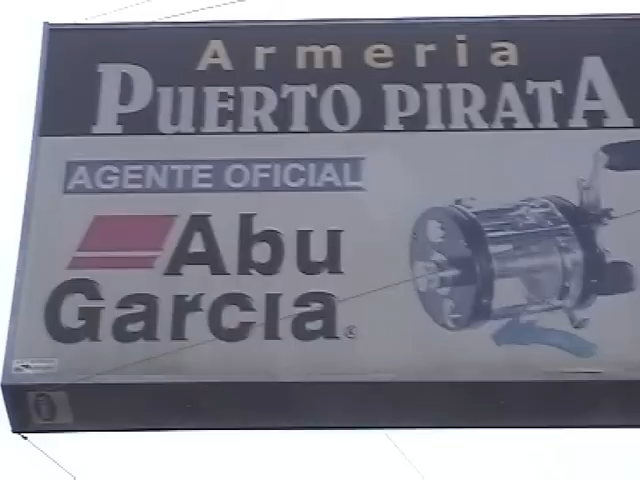 Armeria
PUERTO PIRATA
AGENTE OFICIAL
Abu
Garcia